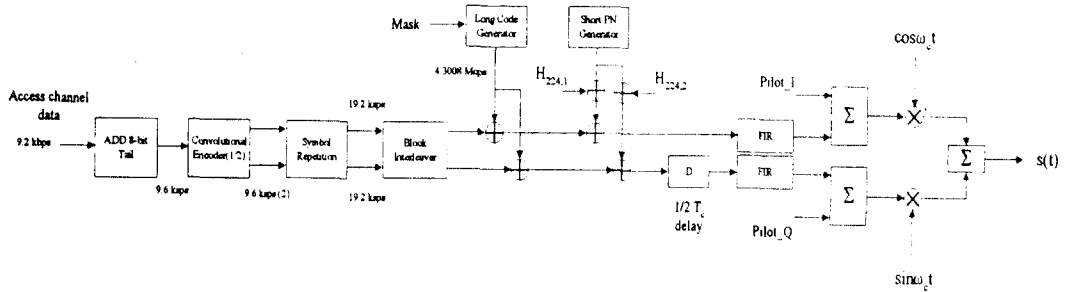 Mask
Long Code
Generator
Short PN
Generator
cosω_c t
4.3008 Mcps
H_224,1
H_224,2
Pilot_I
Access channel
data
9.2 kbps
19.2 ksps
ADD 8-bit
Tail
Convolutional
Encoder(1/2)
Symbol
Repetition
Block
Interleaver
FIR
Σ
Σ
s(t)
9.6 ksps
9.6 ksps (2)
19.2 ksps
D
FIR
Σ
1/2 T_c
delay
Pilot_Q
sinω_c t